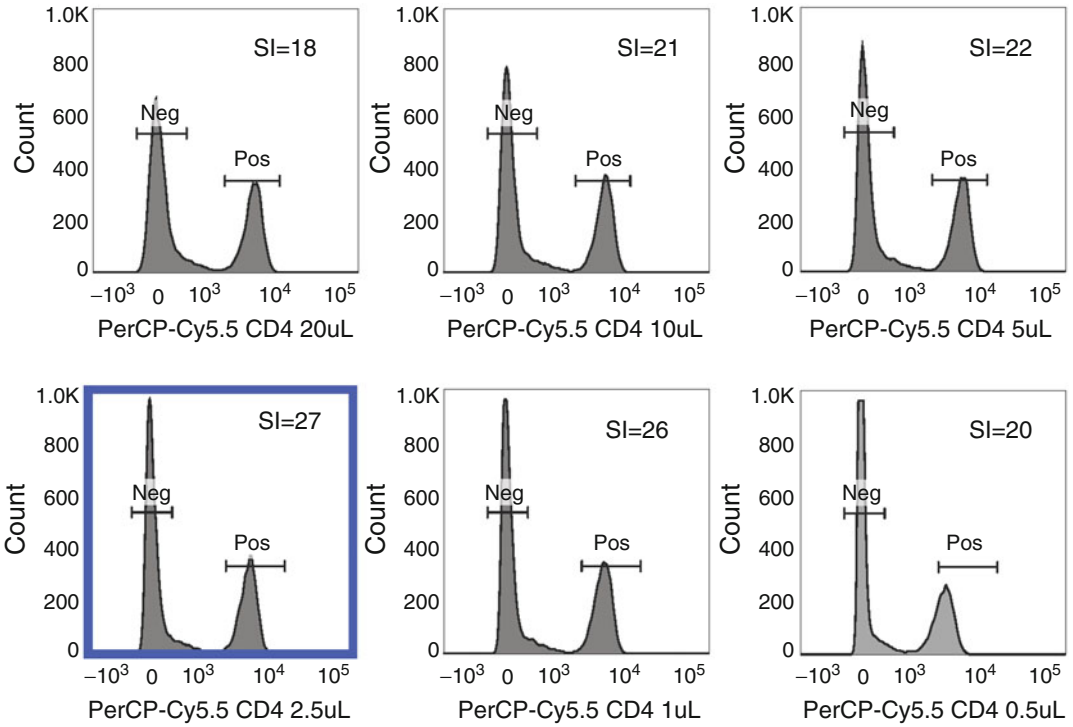 1.0K
800
600
400
200
0
Count
SI=18
Neg
Pos
−10³ 0 10³ 10⁴ 10⁵
PerCP-Cy5.5 CD4 20uL
1.0K
800
600
400
200
0
Count
SI=21
Neg
Pos
−10³ 0 10³ 10⁴ 10⁵
PerCP-Cy5.5 CD4 10uL
1.0K
800
600
400
200
0
Count
SI=22
Neg
Pos
−10³ 0 10³ 10⁴ 10⁵
PerCP-Cy5.5 CD4 5uL
1.0K
800
600
400
200
0
Count
SI=27
Neg
Pos
−10³ 0 10³ 10⁴ 10⁵
PerCP-Cy5.5 CD4 2.5uL
1.0K
800
600
400
200
0
Count
SI=26
Neg
Pos
−10³ 0 10³ 10⁴ 10⁵
PerCP-Cy5.5 CD4 1uL
1.0K
800
600
400
200
0
Count
SI=20
Neg
Pos
−10³ 0 10³ 10⁴ 10⁵
PerCP-Cy5.5 CD4 0.5uL